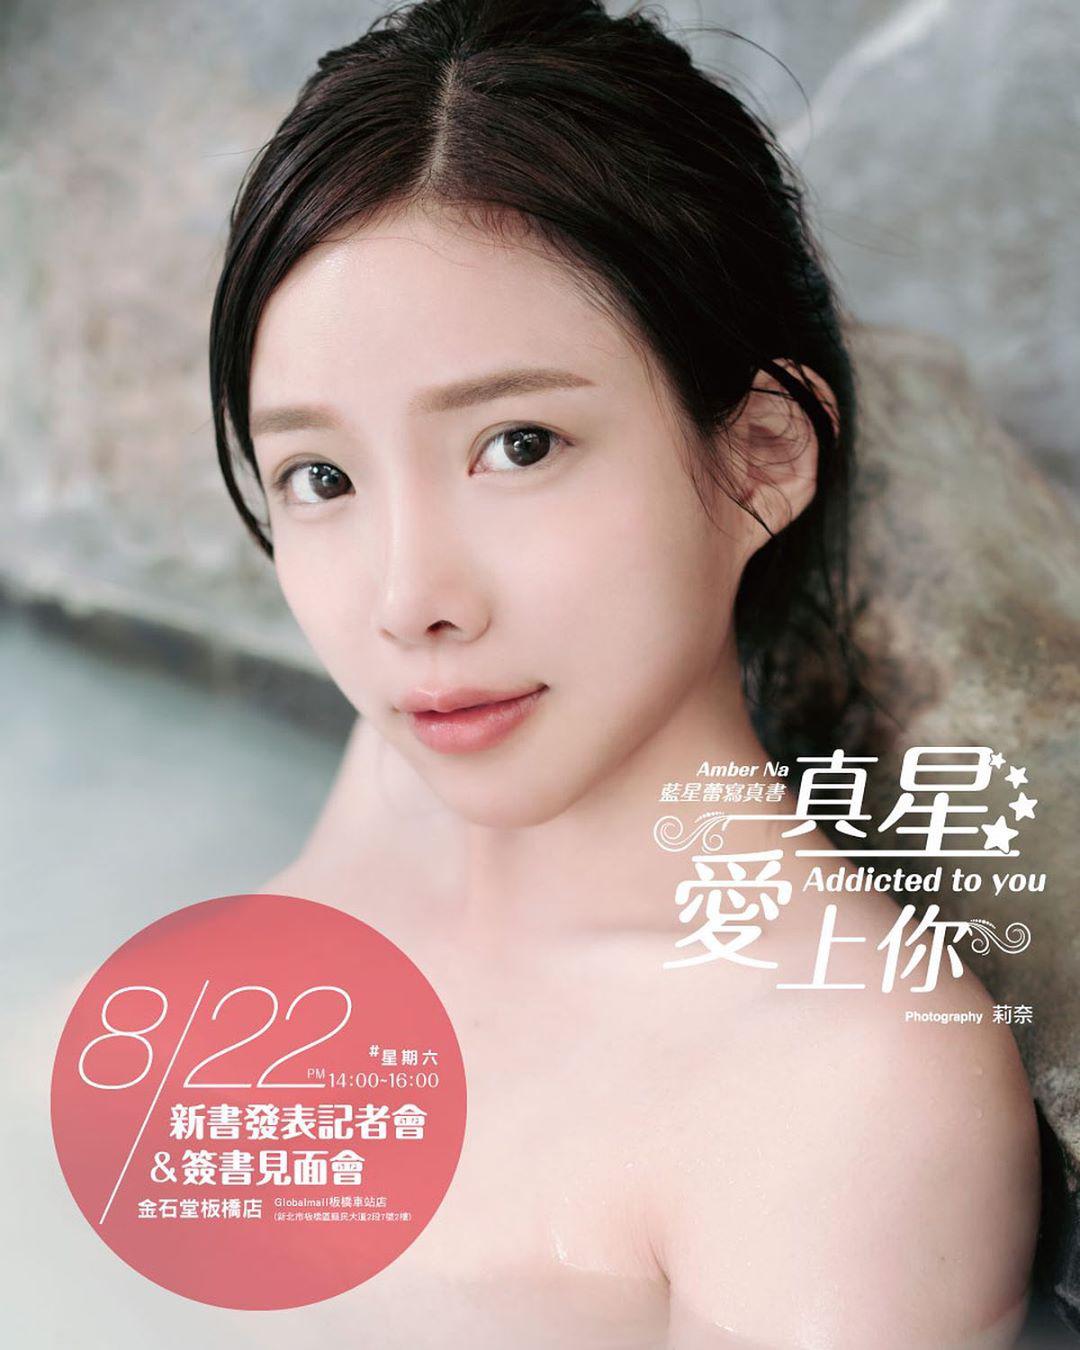 Amber Na
藍星蕾寫真書
真星
愛上你
Addicted to you
Photography 莉奈
8/22
#星期六
PM 14:00~16:00
新書發表記者會
&簽書見面會
金石堂板橋店
Globalmall板橋車站店
(新北市板橋區縣民大道2段7號2樓)